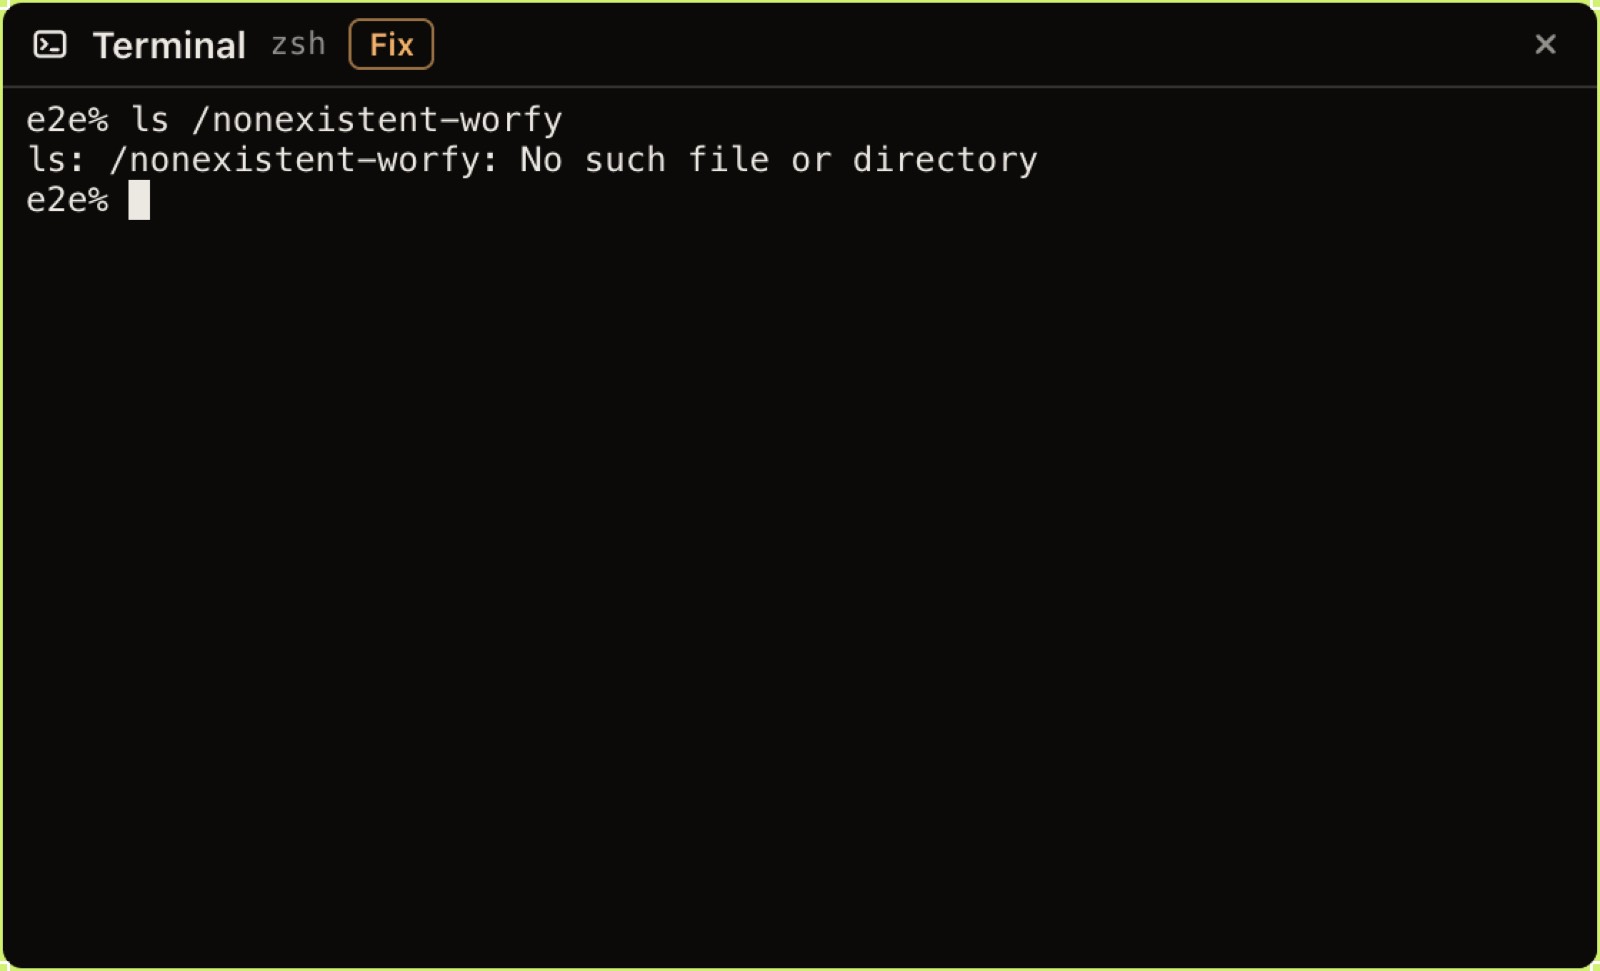 Terminal zsh Fix
e2e% ls /nonexistent-worfy
ls: /nonexistent-worfy: No such file or directory
e2e%